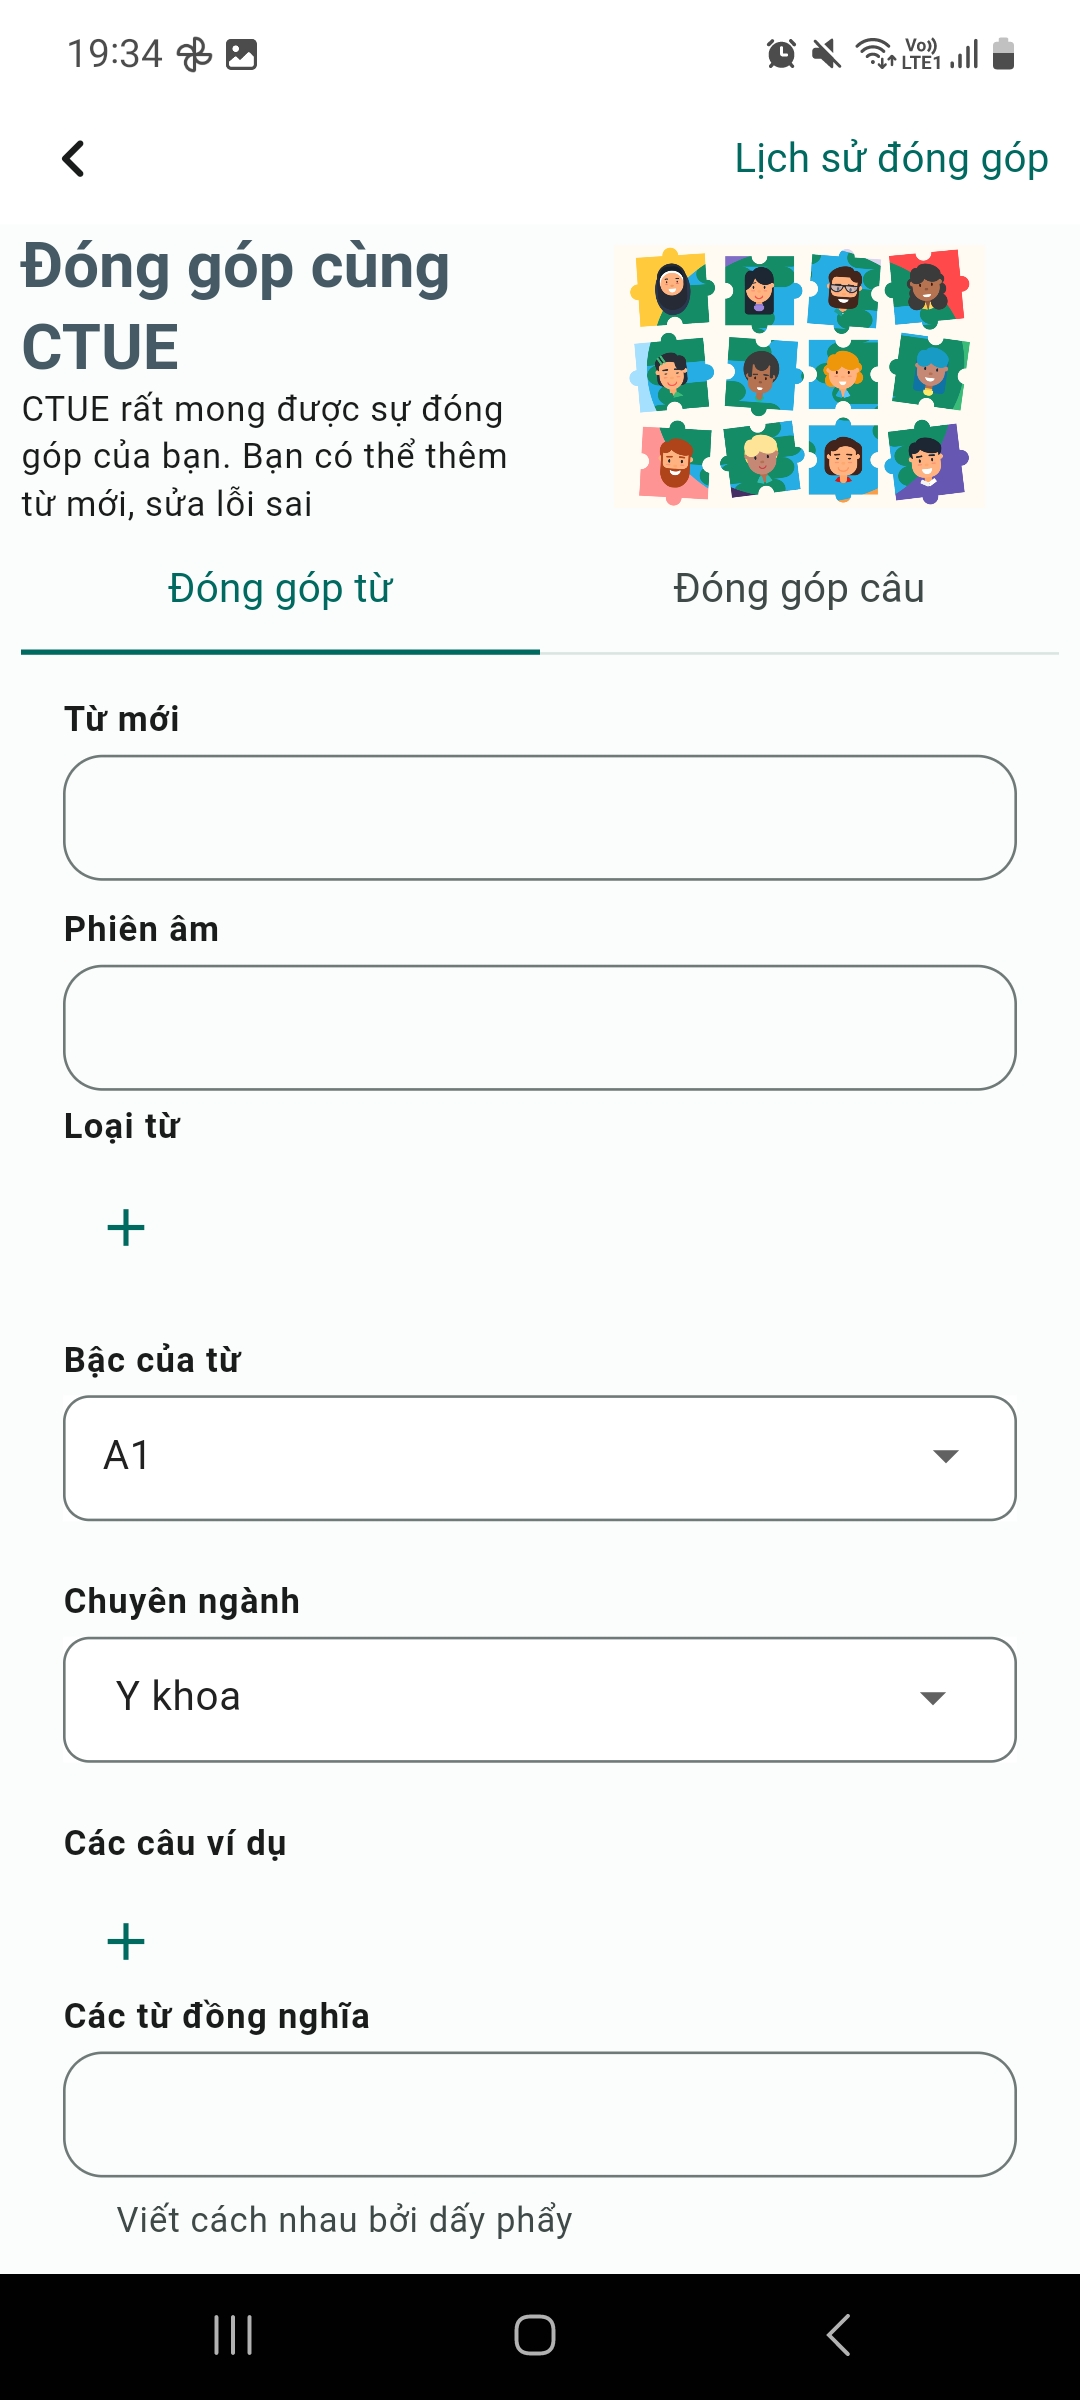 19:34
Vo)) LTE1
Lịch sử đóng góp
Đóng góp cùng
CTUE
CTUE rất mong được sự đóng
góp của bạn. Bạn có thể thêm
từ mới, sửa lỗi sai
Đóng góp từ
Đóng góp câu
Từ mới
Phiên âm
Loại từ
Bậc của từ
A1
Chuyên ngành
Y khoa
Các câu ví dụ
Các từ đồng nghĩa
Viết cách nhau bởi dấy phẩy